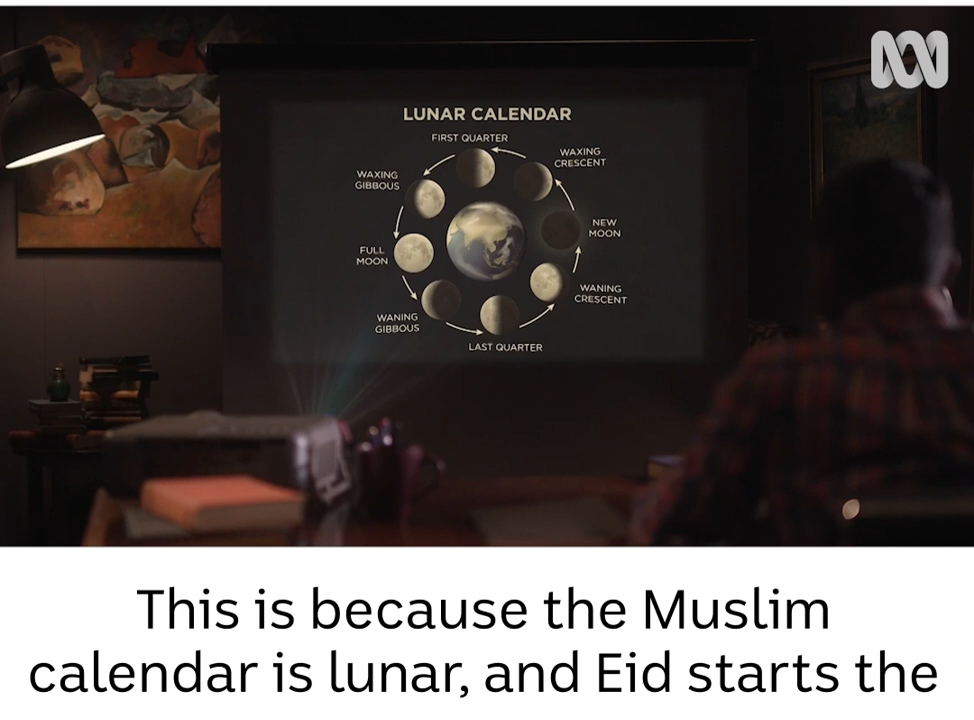 LUNAR CALENDAR
FIRST QUARTER
WAXING
CRESCENT
WAXING
GIBBOUS
NEW
MOON
FULL
MOON
WANING
CRESCENT
WANING
GIBBOUS
LAST QUARTER
This is because the Muslim
calendar is lunar, and Eid starts the